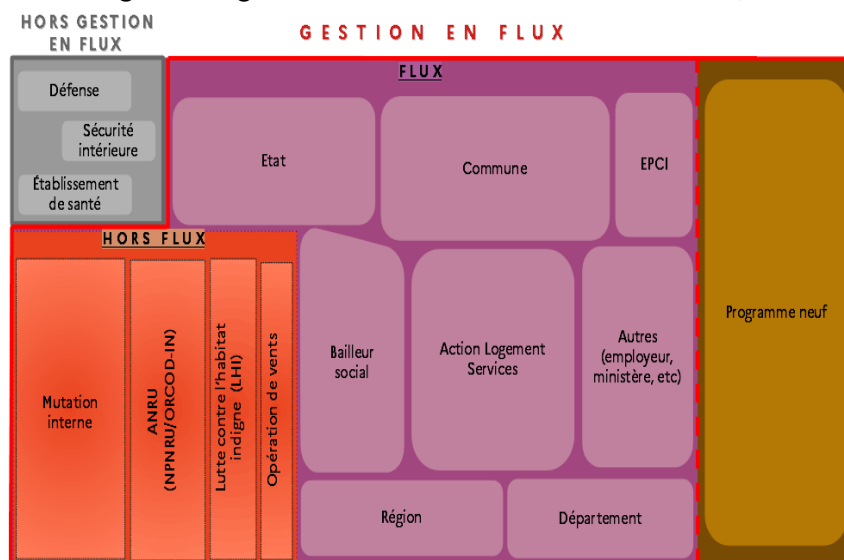 HORS GESTION
EN FLUX
GESTION EN FLUX
FLUX
Défense
Sécurité
intérieure
Établissement
de santé
Etat
Commune
EPCI
HORS FLUX
Mutation
interne
ANRU
(NPNRU/ORCOD-IN)
Lutte contre l'habitat
indigne (LHI)
Opération de vents
Bailleur
social
Action Logement
Services
Autres
(employeur,
ministère, etc)
Programme neuf
Région
Département